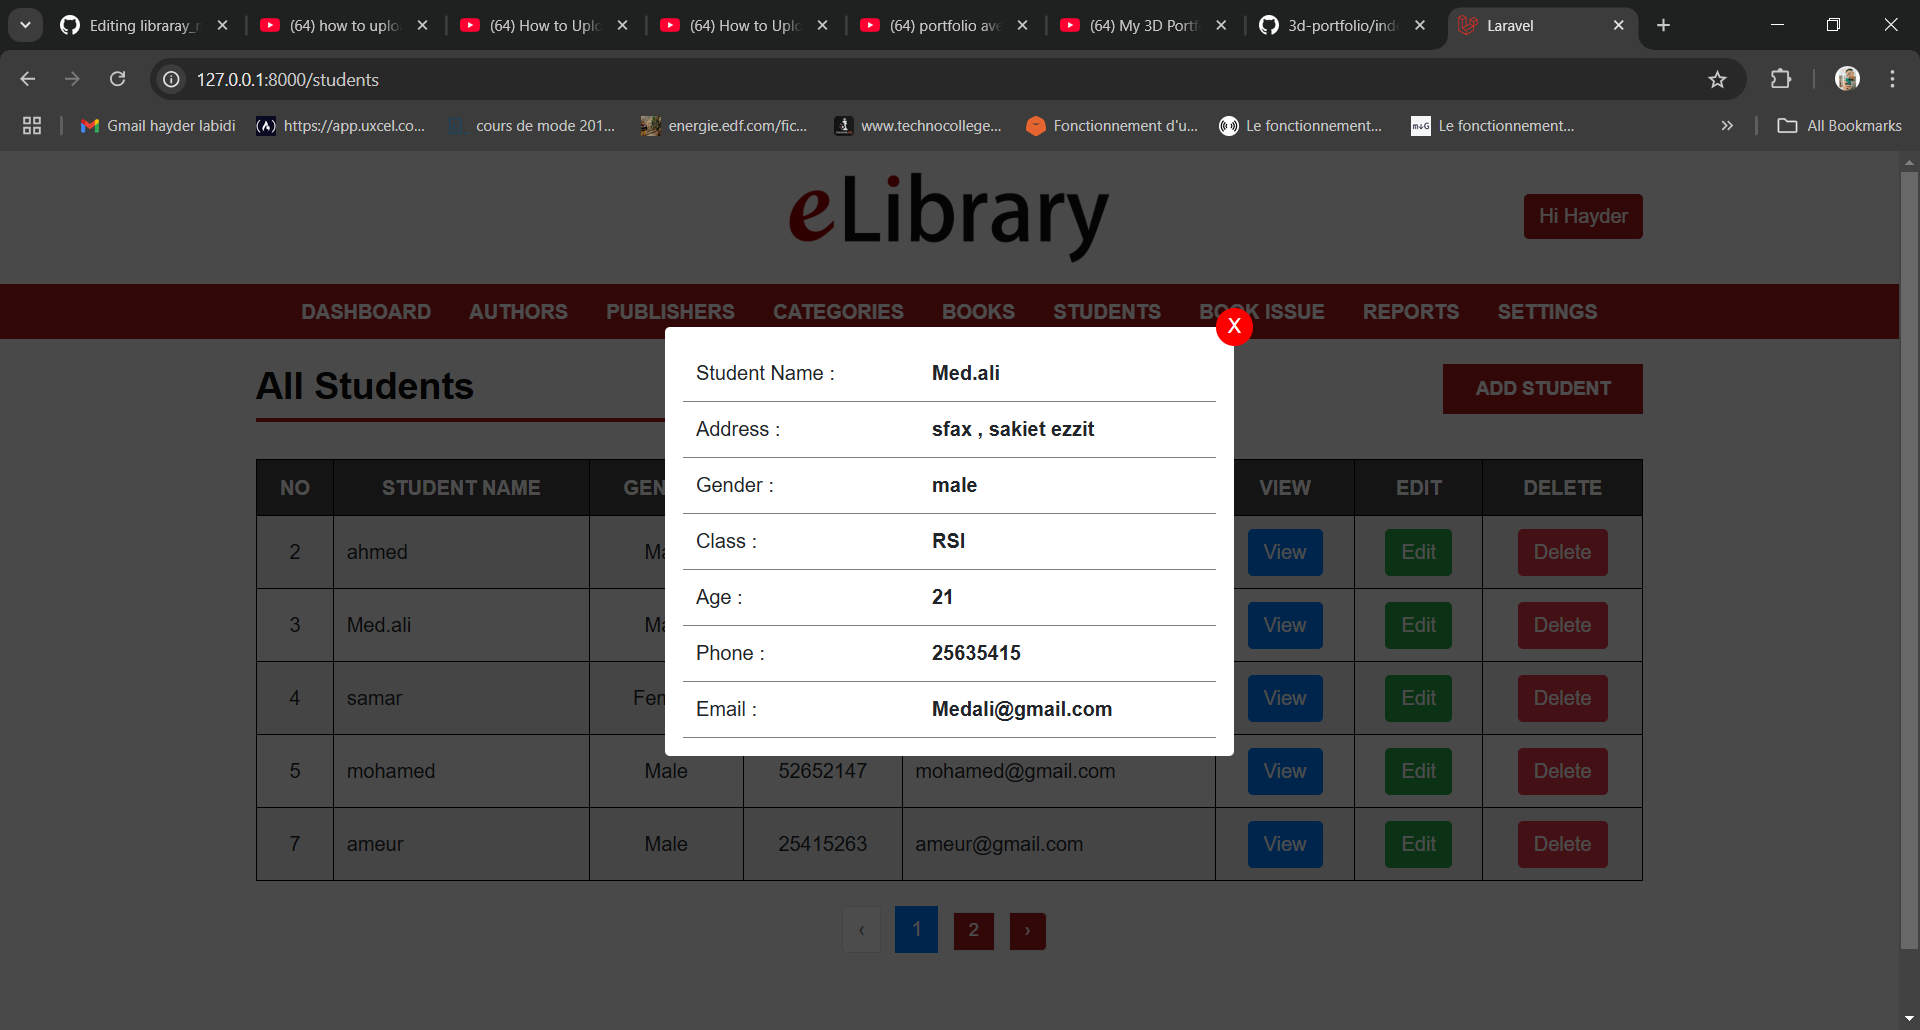 Editing libraray_r
(64) how to uplo
(64) How to Uplo
(64) How to Uplo
(64) portfolio ave
(64) My 3D Portf
3d-portfolio/ind
Laravel
127.0.0.1:8000/students
Gmail hayder labidi
https://app.uxcel.co...
cours de mode 201...
energie.edf.com/fic...
www.technocollege...
Fonctionnement d'u...
Le fonctionnement...
Le fonctionnement...
All Bookmarks
eLibrary
Hi Hayder
DASHBOARD AUTHORS PUBLISHERS CATEGORIES BOOKS STUDENTS BOOK ISSUE REPORTS SETTINGS
X
All Students
ADD STUDENT
Student Name : Med.ali
Address : sfax , sakiet ezzit
Gender : male
Class : RSI
Age : 21
Phone : 25635415
Email : Medali@gmail.com
NO STUDENT NAME GEN VIEW EDIT DELETE
2 ahmed Ma View Edit Delete
3 Med.ali Ma View Edit Delete
4 samar Fem View Edit Delete
5 mohamed Male 52652147 mohamed@gmail.com View Edit Delete
7 ameur Male 25415263 ameur@gmail.com View Edit Delete
‹ 1 2 ›